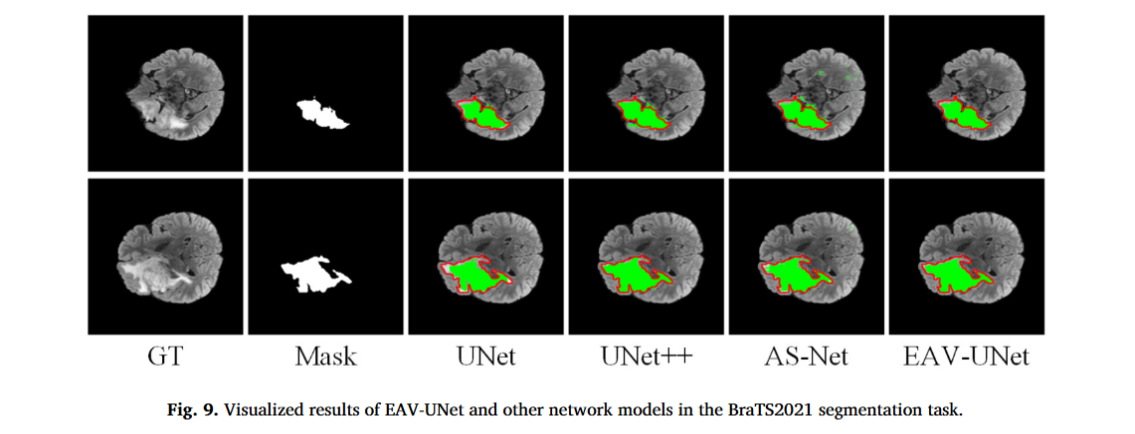 GT Mask UNet UNet++ AS-Net EAV-UNet
Fig. 9. Visualized results of EAV-UNet and other network models in the BraTS2021 segmentation task.